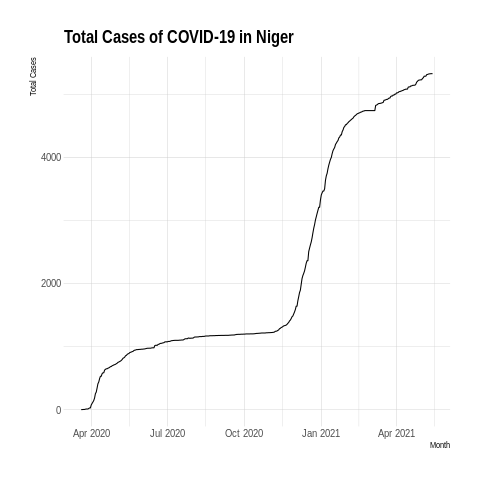 Total Cases of COVID-19 in Niger
Total Cases
4000
2000
0
Apr 2020
Jul 2020
Oct 2020
Jan 2021
Apr 2021
Month